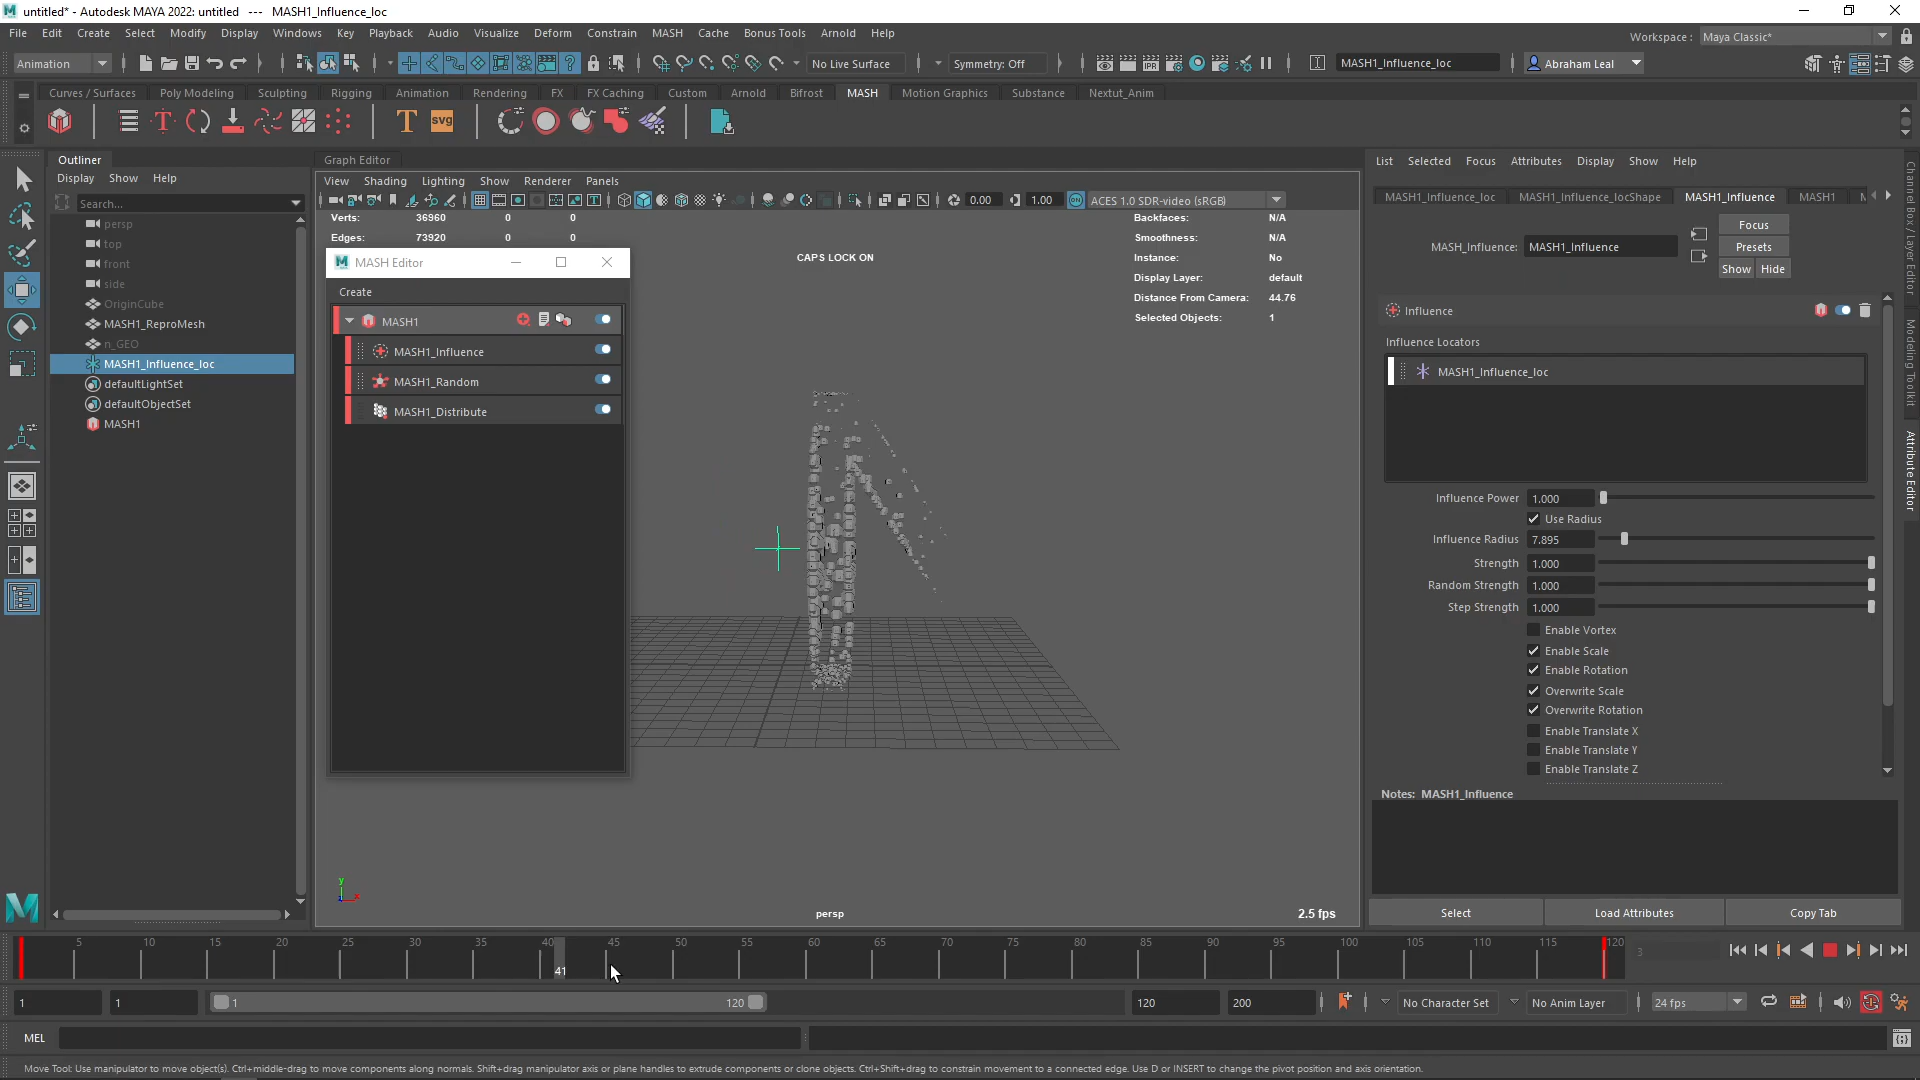 untitled* - Autodesk MAYA 2022: untitled   ---   MASH1_Influence_loc
File Edit Create Select Modify Display Windows Key Playback Audio Visualize Deform Constrain MASH Cache Bonus Tools Arnold Help
Workspace : Maya Classic*
Animation No Live Surface Symmetry: Off MASH1_Influence_loc Abraham Leal
Curves / Surfaces Poly Modeling Sculpting Rigging Animation Rendering FX FX Caching Custom Arnold Bifrost MASH Motion Graphics Substance Nextut_Anim
T T svg
Outliner
Display Show Help
Search...
persp
top
front
side
OriginCube
MASH1_ReproMesh
n_GEO
MASH1_Influence_loc
defaultLightSet
defaultObjectSet
MASH1
Graph Editor
View Shading Lighting Show Renderer Panels
0.00 1.00 ON ACES 1.0 SDR-video (sRGB)
Verts: 36960 0 0
Edges: 73920 0 0
CAPS LOCK ON
Backfaces: N/A
Smoothness: N/A
Instance: No
Display Layer: default
Distance From Camera: 44.76
Selected Objects: 1
MASH Editor
Create
MASH1
MASH1_Influence
MASH1_Random
MASH1_Distribute
y
x
persp
2.5 fps
List Selected Focus Attributes Display Show Help
MASH1_Influence_loc MASH1_Influence_locShape MASH1_Influence MASH1
MASH_Influence: MASH1_Influence
Focus
Presets
Show Hide
Influence
Influence Locators
MASH1_Influence_loc
Influence Power 1.000
Use Radius
Influence Radius 7.895
Strength 1.000
Random Strength 1.000
Step Strength 1.000
Enable Vortex
Enable Scale
Enable Rotation
Overwrite Scale
Overwrite Rotation
Enable Translate X
Enable Translate Y
Enable Translate Z
Notes: MASH1_Influence
Select Load Attributes Copy Tab
Channel Box / Layer Editor
Modeling Toolkit
Attribute Editor
5 10 15 20 25 30 35 40 45 50 55 60 65 70 75 80 85 90 95 100 105 110 115 120
41
3
1 1 1 120 120 200 No Character Set No Anim Layer 24 fps
MEL
Move Tool: Use manipulator to move object(s). Ctrl+middle-drag to move components along normals. Shift+drag manipulator axis or plane handles to extrude components or clone objects. Ctrl+Shift+drag to constrain movement to a connected edge. Use D or INSERT to change the pivot position and axis orientation.